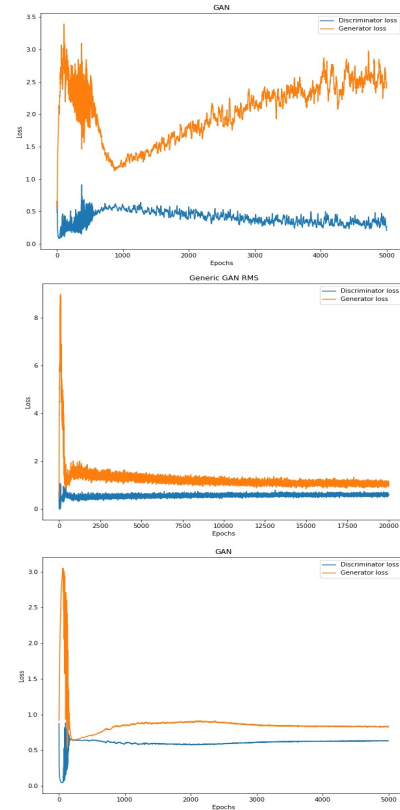 GAN
Discriminator loss
Generator loss
3.5
3.0
2.5
2.0
1.5
1.0
0.5
0.0
Loss
0 1000 2000 3000 4000 5000
Epochs
Generic GAN RMS
Discriminator loss
Generator loss
8
6
4
2
0
Loss
0 2500 5000 7500 10000 12500 15000 17500 20000
Epochs
GAN
Discriminator loss
Generator loss
3.0
2.5
2.0
1.5
1.0
0.5
0.0
Loss
0 1000 2000 3000 4000 5000
Epochs